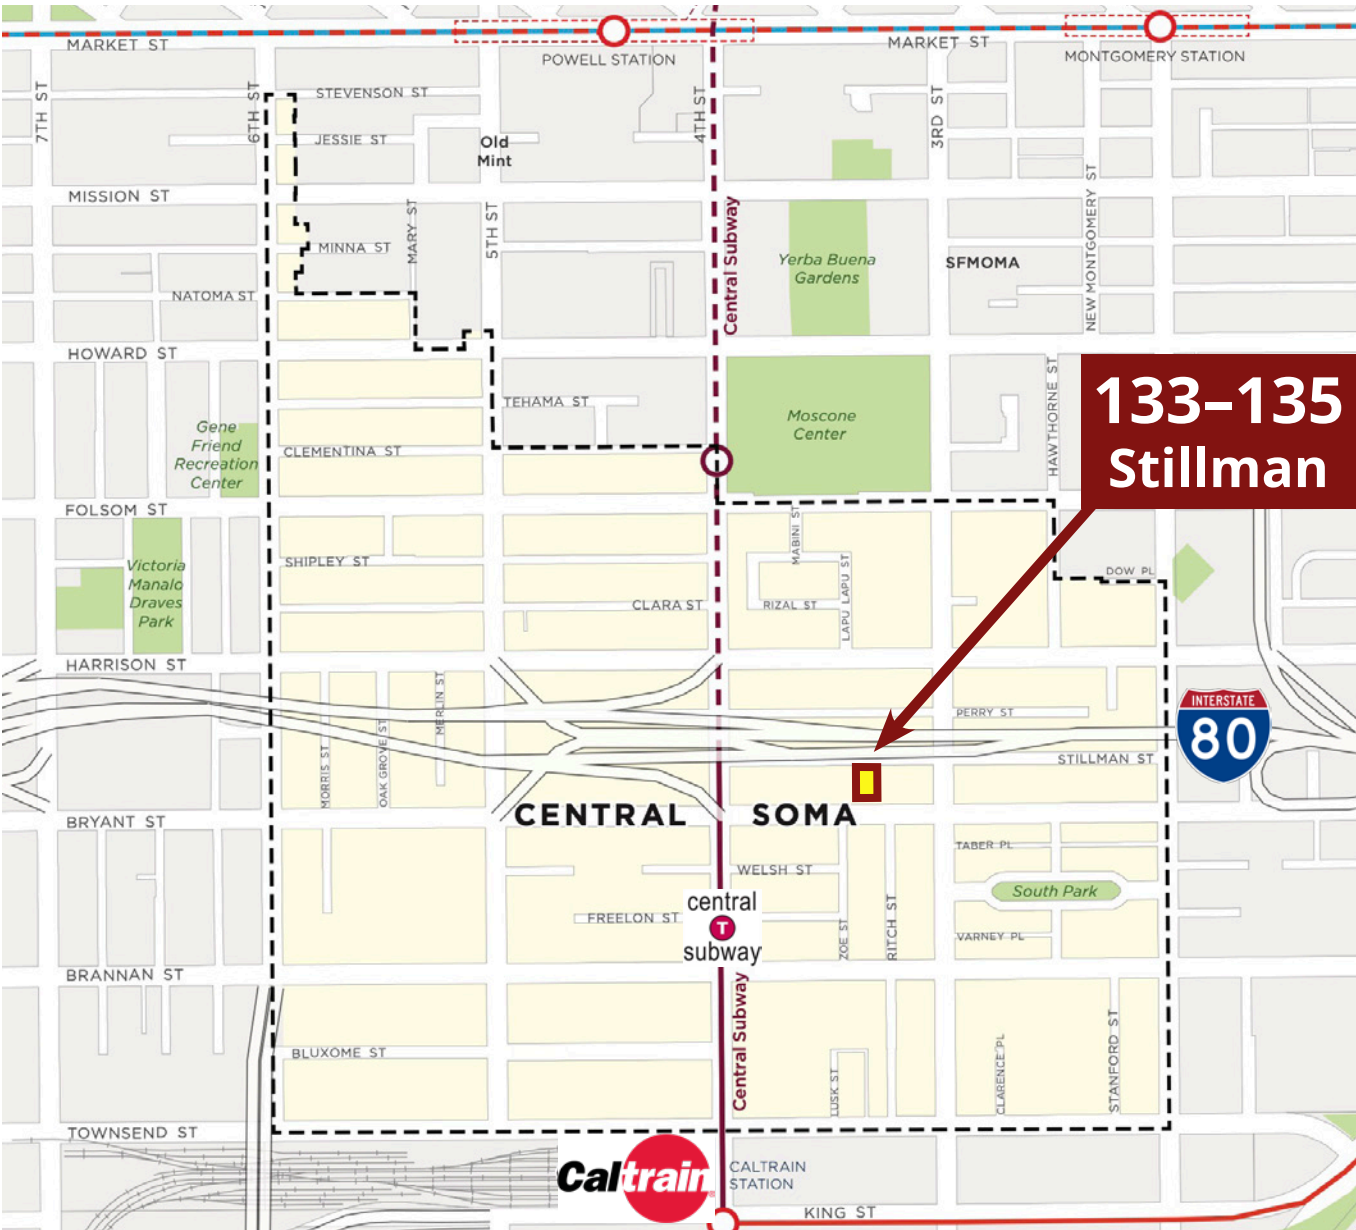 MARKET ST
MARKET ST
POWELL STATION
MONTGOMERY STATION
7TH ST
6TH ST
STEVENSON ST
4TH ST
3RD ST
JESSIE ST
Old
Mint
MISSION ST
MARY ST
5TH ST
MINNA ST
Central Subway
Yerba Buena
Gardens
SFMOMA
NEW MONTGOMERY ST
NATOMA ST
HOWARD ST
HAWTHORNE ST
133–135
Stillman
TEHAMA ST
Moscone
Center
Gene
Friend
Recreation
Center
CLEMENTINA ST
FOLSOM ST
MABINI ST
SHIPLEY ST
LAPU LAPU ST
DOW PL
Victoria
Manalo
Draves
Park
CLARA ST
RIZAL ST
HARRISON ST
MERLIN ST
PERRY ST
INTERSTATE
80
MORRIS ST
OAK GROVE ST
STILLMAN ST
CENTRAL SOMA
BRYANT ST
TABER PL
WELSH ST
South Park
central
T
subway
FREELON ST
ZOE ST
RITCH ST
VARNEY PL
BRANNAN ST
Central Subway
BLUXOME ST
LUSK ST
CLARENCE PL
STANFORD ST
TOWNSEND ST
Caltrain
CALTRAIN
STATION
KING ST